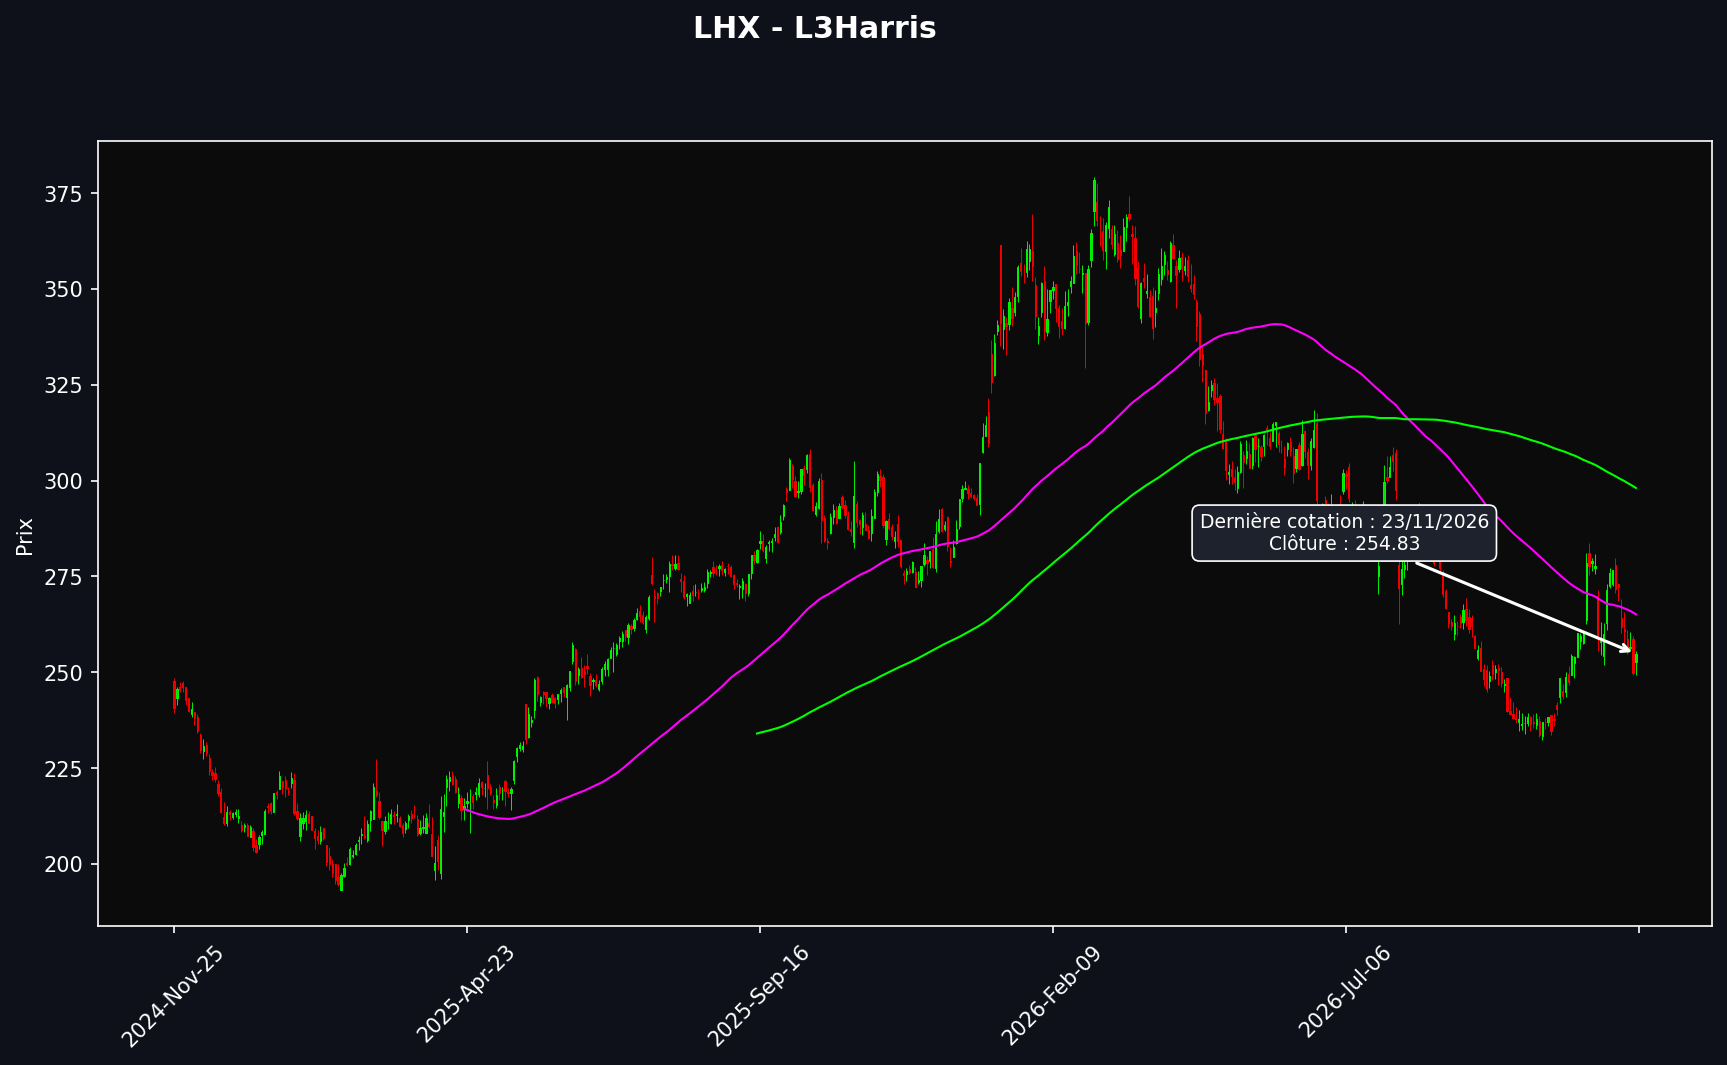 LHX - L3Harris
Prix
375
350
325
300
275
250
225
200
Dernière cotation : 23/11/2026
Clôture : 254.83
2024-Nov-25
2025-Apr-23
2025-Sep-16
2026-Feb-09
2026-Jul-06